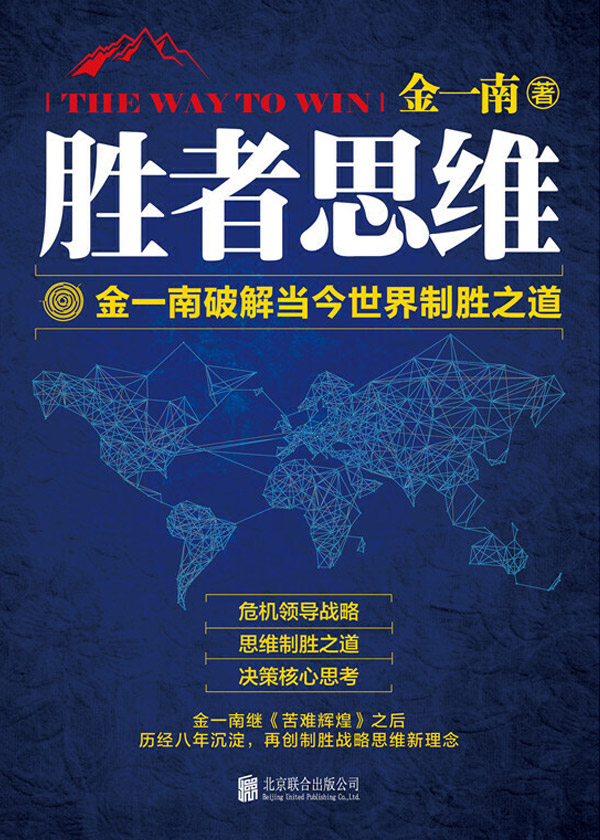 THE WAY TO WIN
金一南 著
胜者思维
金一南破解当今世界制胜之道
危机领导战略
思维制胜之道
决策核心思考
金一南继《苦难辉煌》之后
历经八年沉淀，再创制胜战略思维新理念
北京联合出版公司
Beijing United Publishing Co.,Ltd.